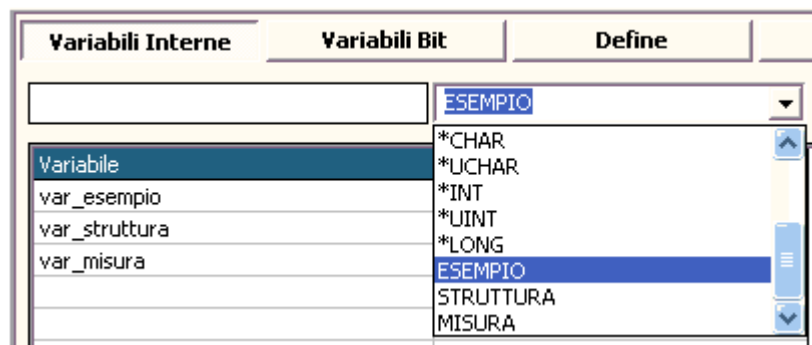 Variabili Interne Variabili Bit Define
ESEMPIO
*CHAR
Variabile
*UCHAR
var_esempio
*INT
*UINT
var_struttura
*LONG
var_misura
ESEMPIO
STRUTTURA
MISURA